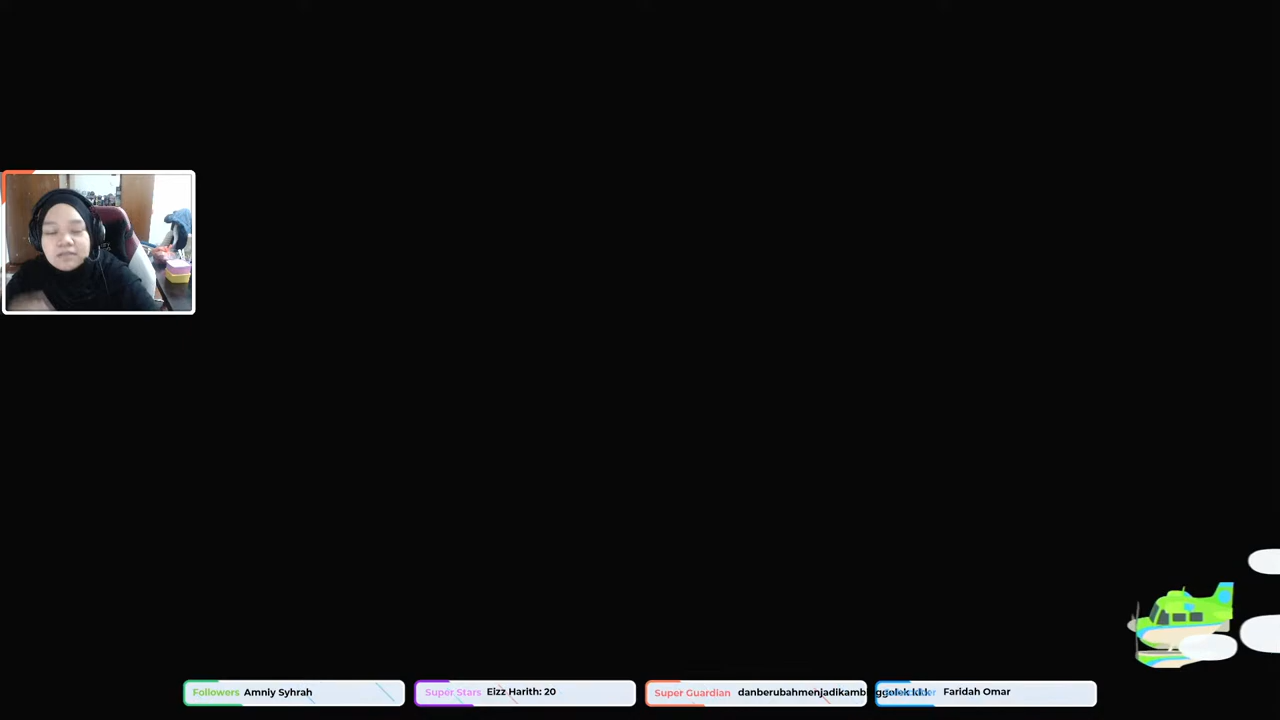 Followers Amniy Syhrah
Super Stars Eizz Harith: 20
Super Guardian danberubahmenjadikamb
Faridah Omar